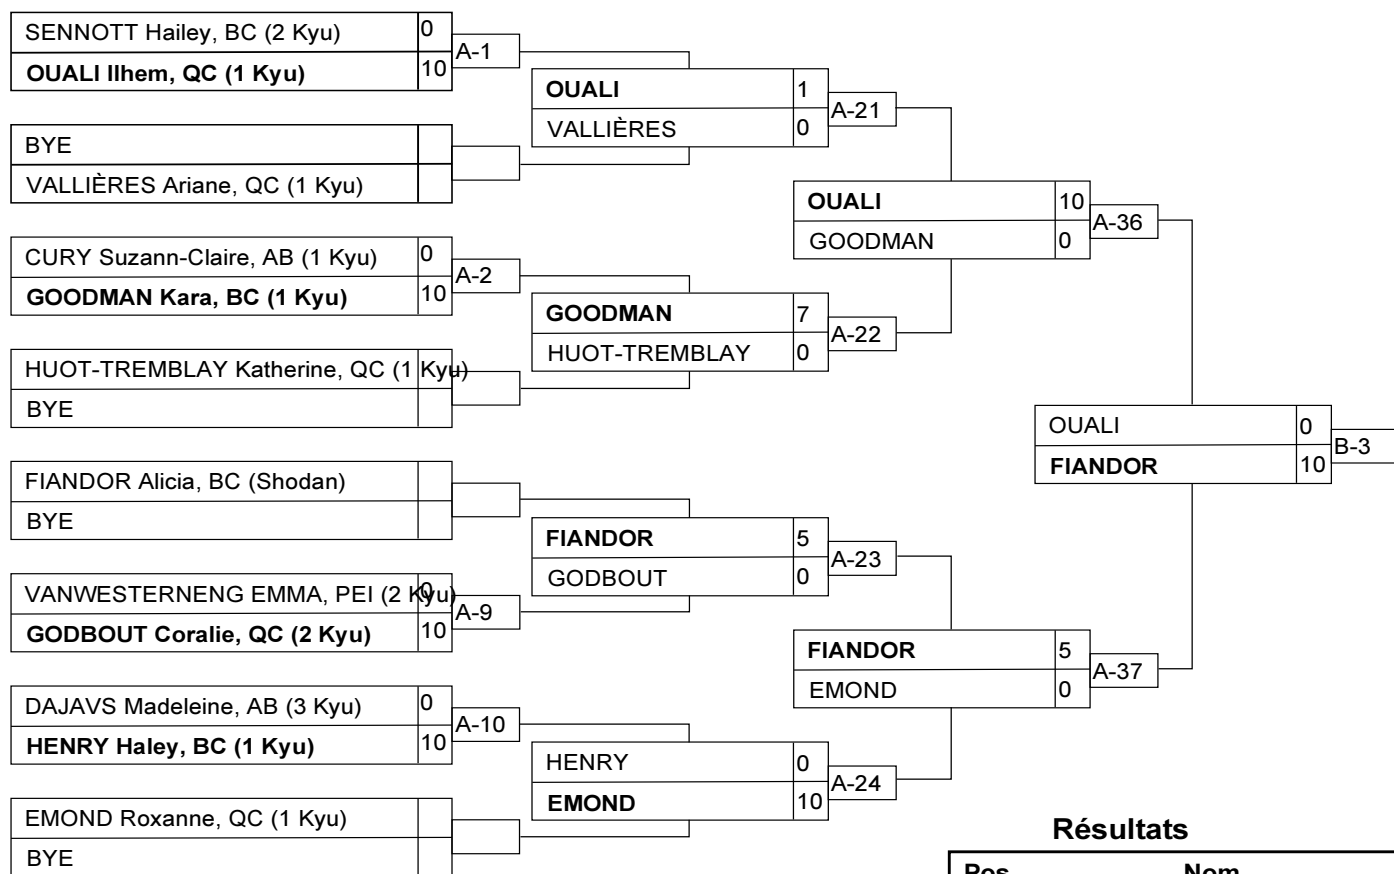 SENNOTT Hailey, BC (2 Kyu) 0
OUALI Ilhem, QC (1 Kyu) 10
A-1
BYE
VALLIÈRES Ariane, QC (1 Kyu)
CURY Suzann-Claire, AB (1 Kyu) 0
GOODMAN Kara, BC (1 Kyu) 10
A-2
HUOT-TREMBLAY Katherine, QC (1 Kyu)
BYE
FIANDOR Alicia, BC (Shodan)
BYE
VANWESTERNENG EMMA, PEI (2 Kyu) 0
GODBOUT Coralie, QC (2 Kyu) 10
A-9
DAJAVS Madeleine, AB (3 Kyu) 0
HENRY Haley, BC (1 Kyu) 10
A-10
EMOND Roxanne, QC (1 Kyu)
BYE
OUALI 1
VALLIÈRES 0
A-21
GOODMAN 7
HUOT-TREMBLAY 0
A-22
FIANDOR 5
GODBOUT 0
A-23
HENRY 0
EMOND 10
A-24
OUALI 10
GOODMAN 0
A-36
FIANDOR 5
EMOND 0
A-37
OUALI 0
FIANDOR 10
B-3
Résultats
Pos Nom